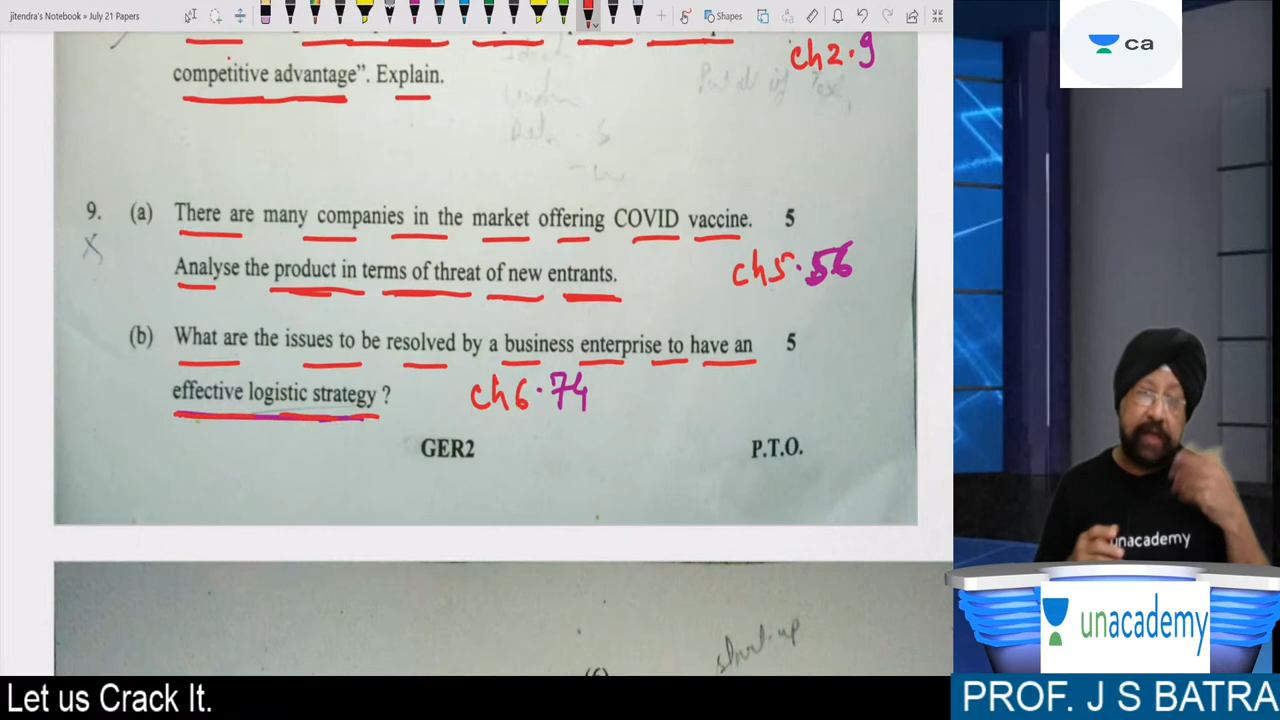 jitendra's Notebook » July 21 Papers
Shapes
ca
competitive advantage”. Explain.
ch2.9
9. (a) There are many companies in the market offering COVID vaccine. 5
Analyse the product in terms of threat of new entrants.
ch5.56
(b) What are the issues to be resolved by a business enterprise to have an 5
effective logistic strategy ?
ch6.74
GER2
P.T.O.
unacademy
unacademy
Let us Crack It.
PROF. J S BATRA